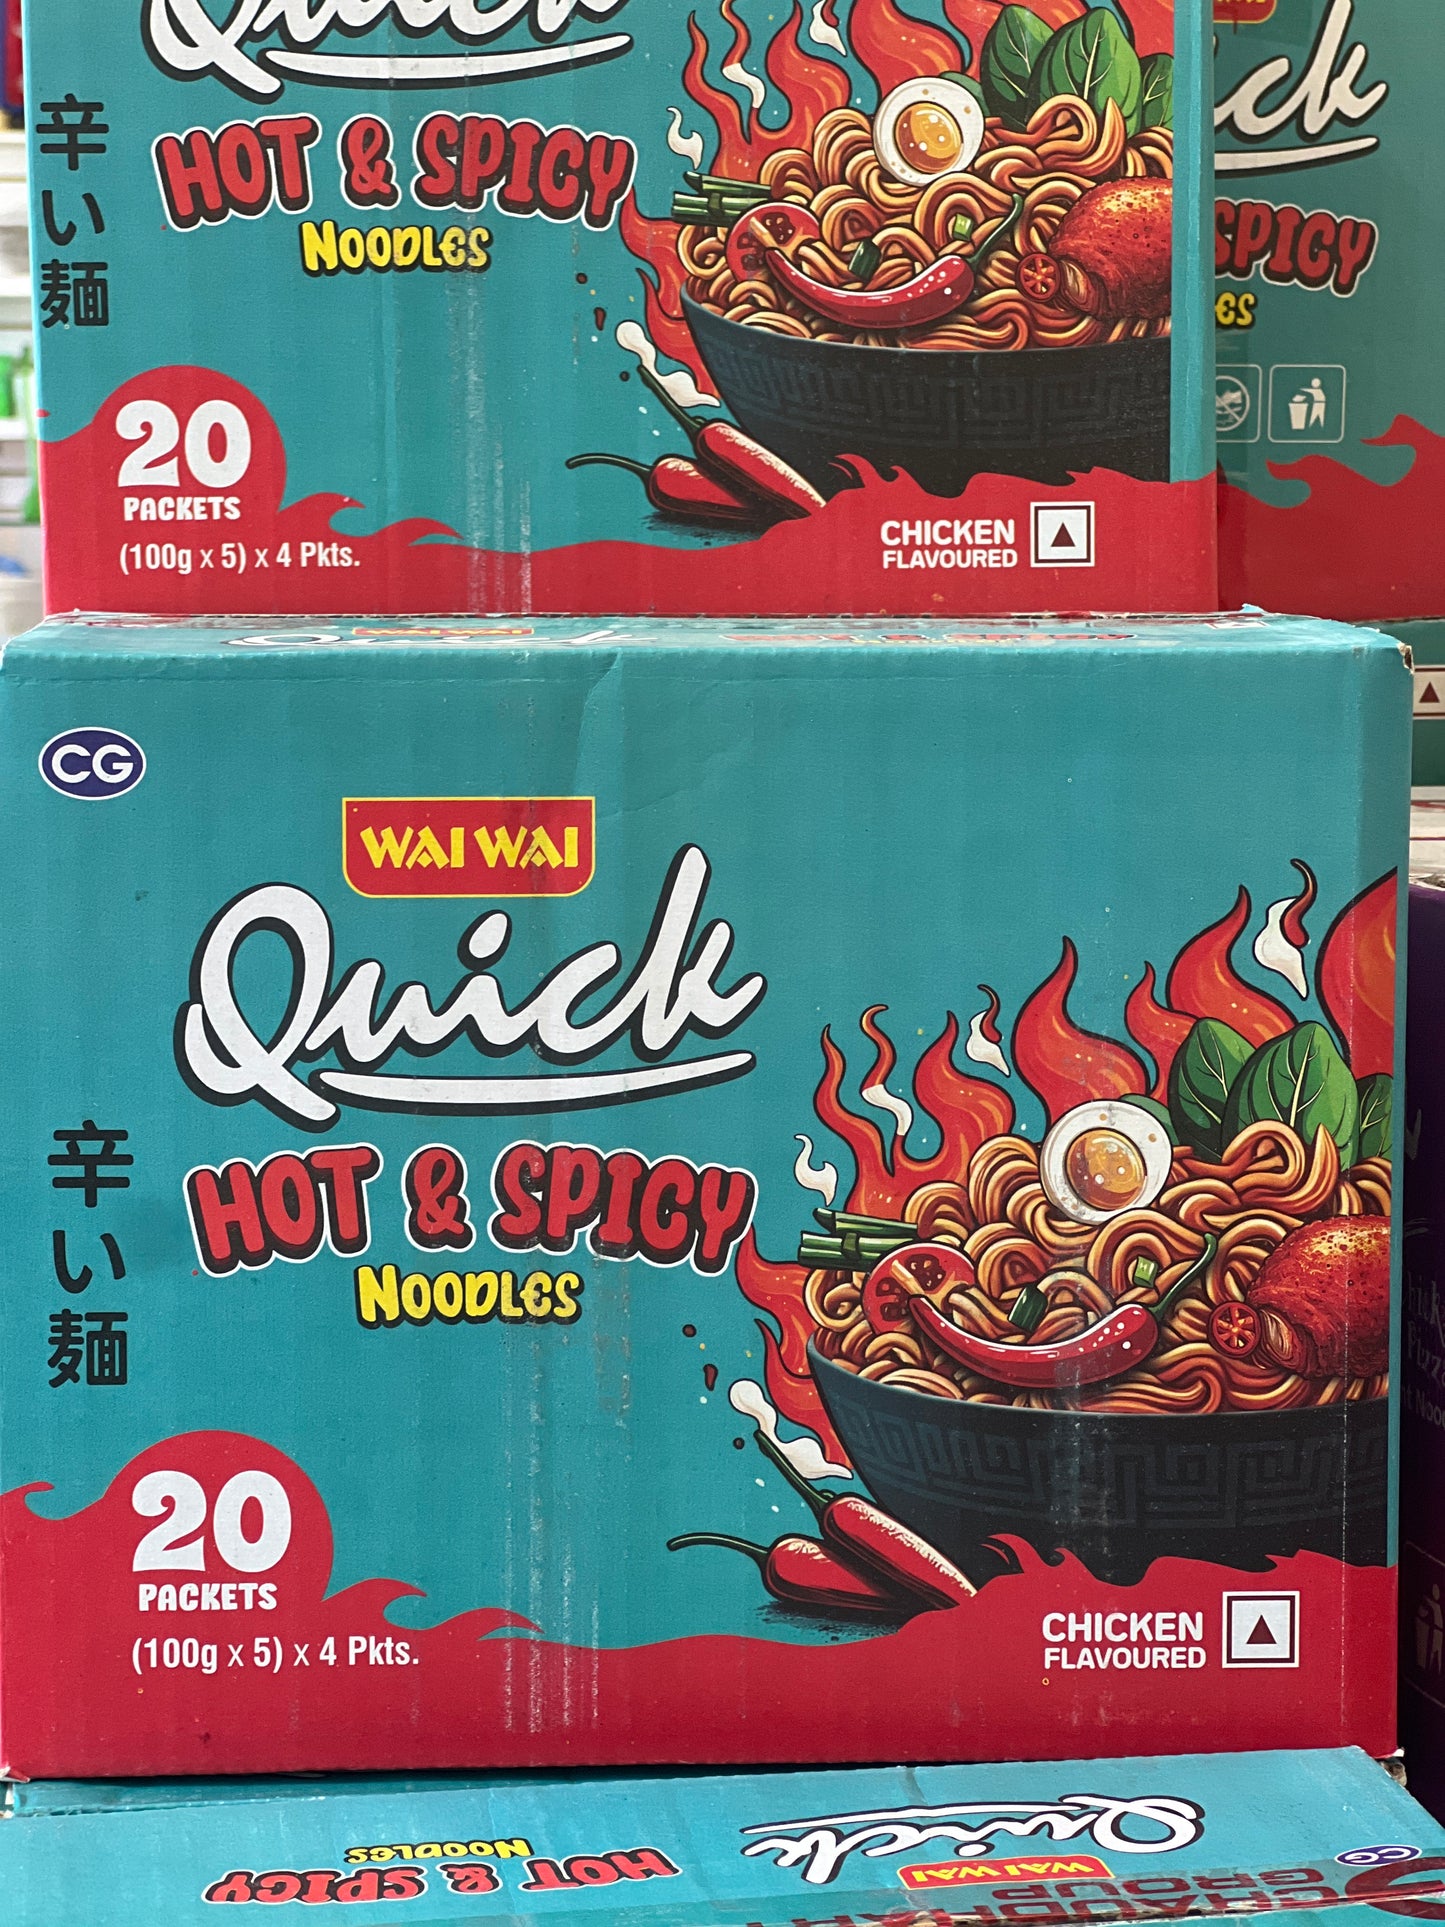 Quick
HOT & SPICY
NOODLES
辛い麺
20
PACKETS
(100g x 5) x 4 Pkts.
CHICKEN
FLAVOURED
CG
WAI WAI
Quick
HOT & SPICY
NOODLES
辛い麺
20
PACKETS
(100g x 5) x 4 Pkts.
CHICKEN
FLAVOURED
WAI WAI
Quick
HOT & SPICY
NOODLES
CG
GROUP